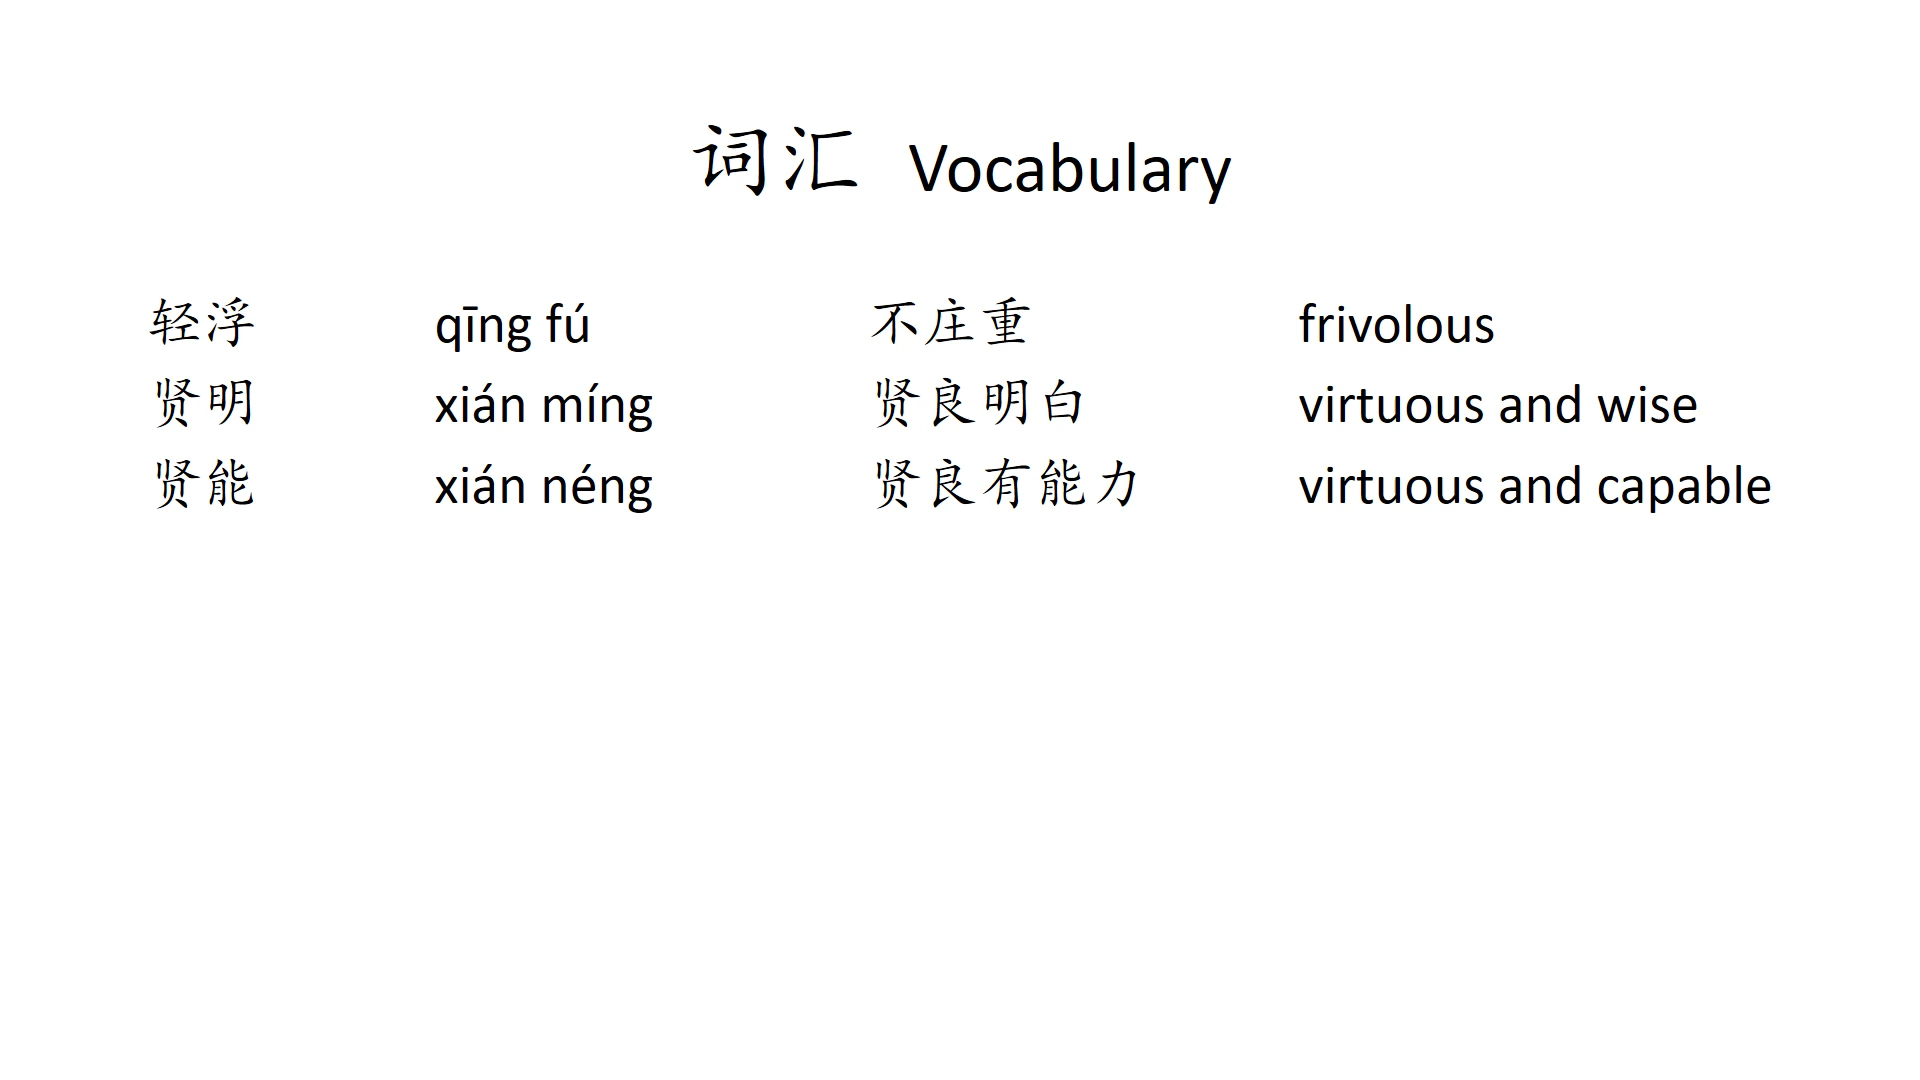 词汇 Vocabulary
轻浮 qīng fú 不庄重 frivolous
贤明 xián míng 贤良明白 virtuous and wise
贤能 xián néng 贤良有能力 virtuous and capable